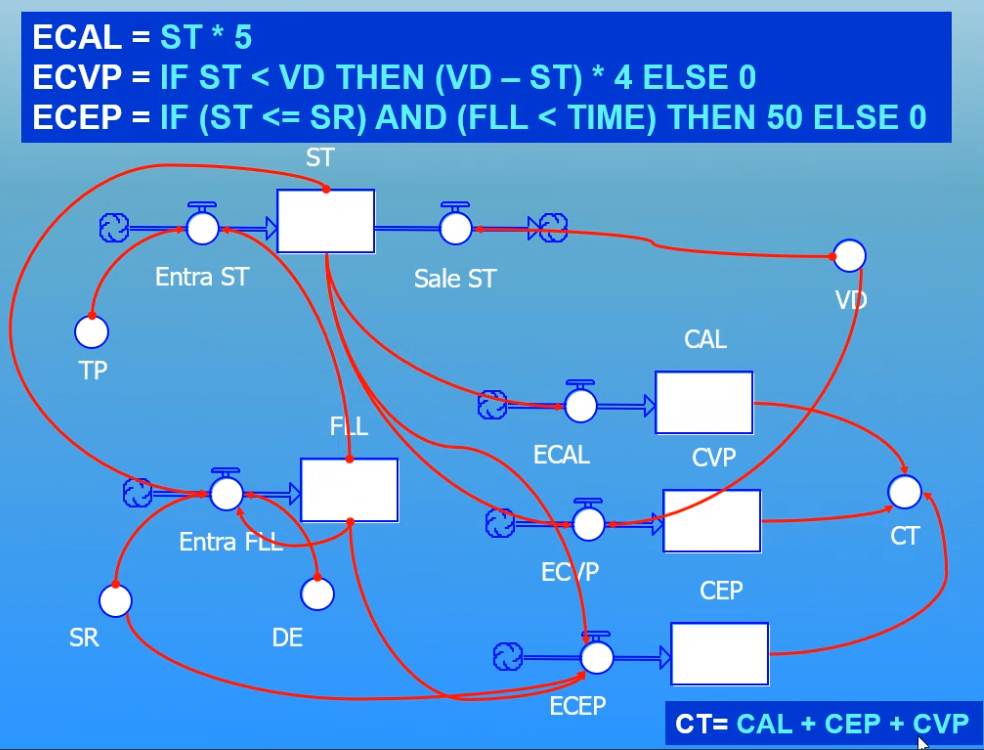 ECAL = ST * 5
ECVP = IF ST < VD THEN (VD – ST) * 4 ELSE 0
ECEP = IF (ST <= SR) AND (FLL < TIME) THEN 50 ELSE 0
ST
Entra ST
Sale ST
VD
TP
CAL
FLL
ECAL
CVP
Entra FLL
CT
ECVP
CEP
SR
DE
ECEP
CT= CAL + CEP + CVP